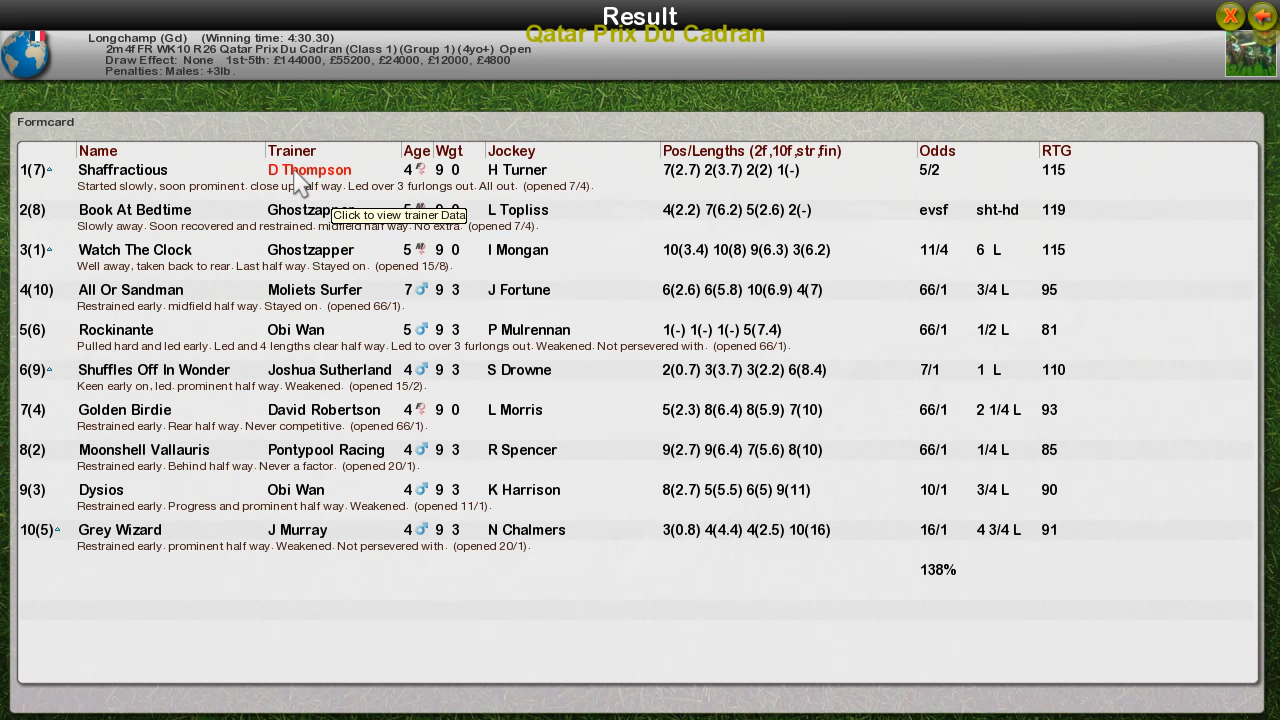 Result
Qatar Prix Du Cadran
Longchamp (Gd) (Winning time: 4:30.30)
2m4f FR WK10 R26 Qatar Prix Du Cadran (Class 1) (Group 1) (4yo+) Open
Draw Effect: None 1st-5th: £144000, £55200, £24000, £12000, £4800
Penalties: Males: +3lb.
Formcard
Name Trainer Age Wgt Jockey Pos/Lengths (2f,10f,str,fin) Odds RTG
1(7) Shaffractious D Thompson 4 9 0 H Turner 7(2.7) 2(3.7) 2(2) 1(-) 5/2 115
Started slowly, soon prominent. close up half way. Led over 3 furlongs out. All out. (opened 7/4).
2(8) Book At Bedtime Ghostzapper 5 9 0 L Topliss 4(2.2) 7(6.2) 5(2.6) 2(-) evsf sht-hd 119
Click to view trainer Data
Slowly away. Soon recovered and restrained. midfield half way. No extra. (opened 7/4).
3(1) Watch The Clock Ghostzapper 5 9 0 I Mongan 10(3.4) 10(8) 9(6.3) 3(6.2) 11/4 6 L 115
Well away, taken back to rear. Last half way. Stayed on. (opened 15/8).
4(10) All Or Sandman Moliets Surfer 7 9 3 J Fortune 6(2.6) 6(5.8) 10(6.9) 4(7) 66/1 3/4 L 95
Restrained early. midfield half way. Stayed on. (opened 66/1).
5(6) Rockinante Obi Wan 5 9 3 P Mulrennan 1(-) 1(-) 1(-) 5(7.4) 66/1 1/2 L 81
Pulled hard and led early. Led and 4 lengths clear half way. Led to over 3 furlongs out. Weakened. Not persevered with. (opened 66/1).
6(9) Shuffles Off In Wonder Joshua Sutherland 4 9 3 S Drowne 2(0.7) 3(3.7) 3(2.2) 6(8.4) 7/1 1 L 110
Keen early on, led. prominent half way. Weakened. (opened 15/2).
7(4) Golden Birdie David Robertson 4 9 0 L Morris 5(2.3) 8(6.4) 8(5.9) 7(10) 66/1 2 1/4 L 93
Restrained early. Rear half way. Never competitive. (opened 66/1).
8(2) Moonshell Vallauris Pontypool Racing 4 9 3 R Spencer 9(2.7) 9(6.4) 7(5.6) 8(10) 66/1 1/4 L 85
Restrained early. Behind half way. Never a factor. (opened 20/1).
9(3) Dysios Obi Wan 4 9 3 K Harrison 8(2.7) 5(5.5) 6(5) 9(11) 10/1 3/4 L 90
Restrained early. Progress and prominent half way. Weakened. (opened 11/1).
10(5) Grey Wizard J Murray 4 9 3 N Chalmers 3(0.8) 4(4.4) 4(2.5) 10(16) 16/1 4 3/4 L 91
Restrained early. prominent half way. Weakened. Not persevered with. (opened 20/1).
138%